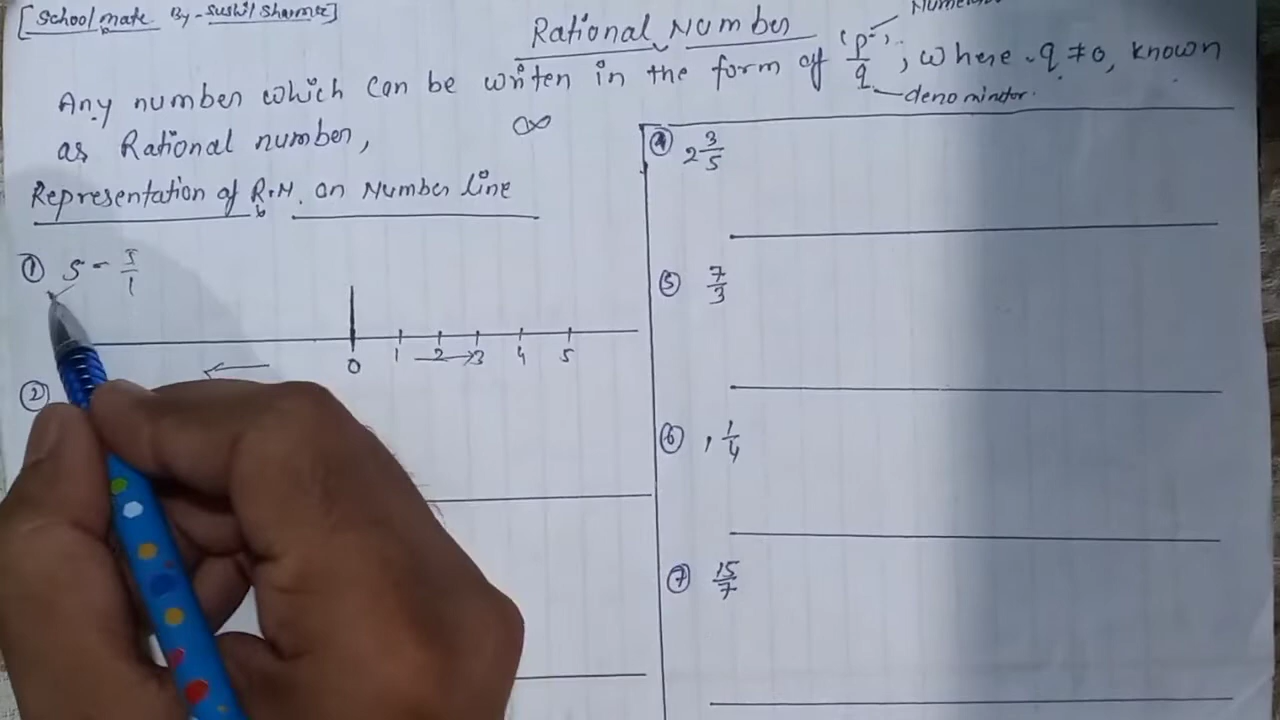 [School mate By - Sushil Sharma]
Rational Number
Any number which can be writen in the form of 'p/q', where q ≠ 0, known
denominator.
as Rational number,
∞
Representation of R.N. on Number line
① 5 - 5/1
0 1 2 3 4 5
②
④ 2 3/5
⑤ 7/3
⑥ 1/4
⑦ 15/7